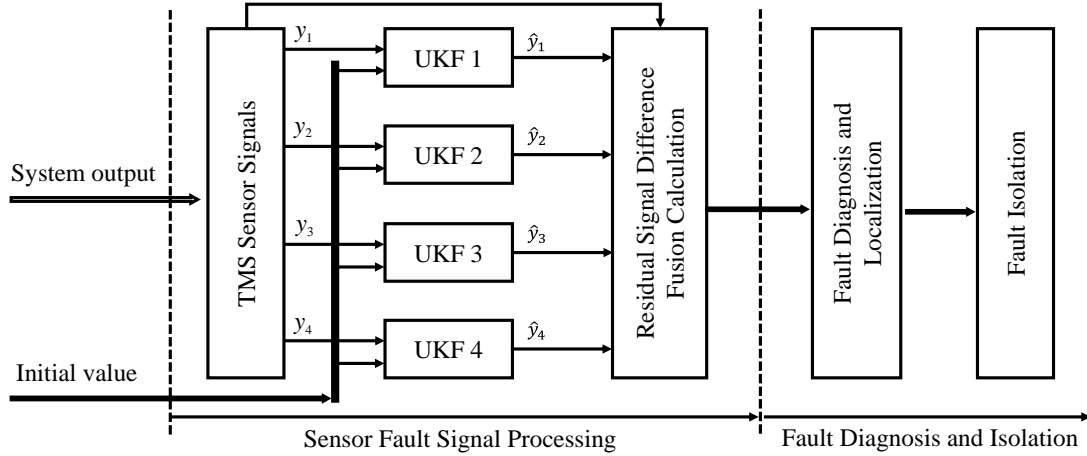 System output
Initial value
TMS Sensor Signals
y₁
y₂
y₃
y₄
UKF 1
UKF 2
UKF 3
UKF 4
ŷ₁
ŷ₂
ŷ₃
ŷ₄
Residual Signal Difference
Fusion Calculation
Fault Diagnosis and
Localization
Fault Isolation
Sensor Fault Signal Processing
Fault Diagnosis and Isolation